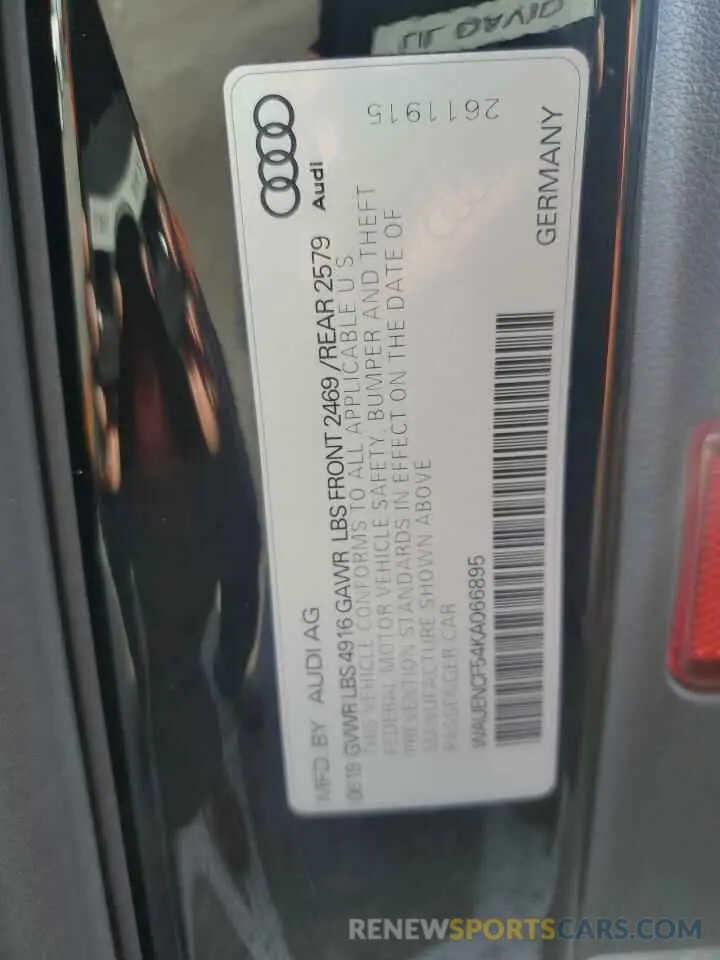 2611915
Audi
MFD. BY AUDI AG
06 19 GVWR LBS 4916 GAWR LBS FRONT 2469 / REAR 2579
THIS VEHICLE CONFORMS TO ALL APPLICABLE U S
FEDERAL MOTOR VEHICLE SAFETY, BUMPER AND THEFT
PREVENTION STANDARDS IN EFFECT ON THE DATE OF
MANUFACTURE SHOWN ABOVE
PASSENGER CAR
WAUENCF54KA066895
GERMANY
RENEWSPORTSCARS.COM